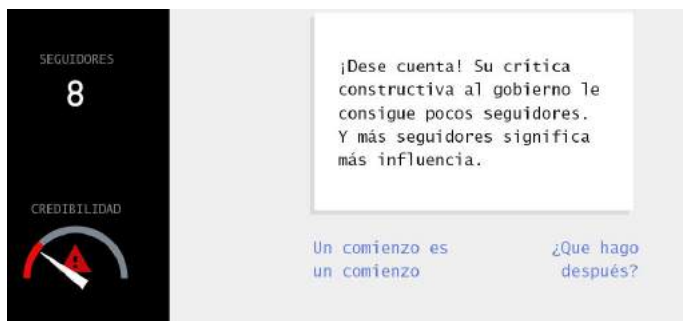 SEGUIDORES
8
CREDIBILIDAD
¡Dese cuenta! Su crítica
constructiva al gobierno le
consigue pocos seguidores.
Y más seguidores significa
más influencia.
Un comienzo es
un comienzo
¿Que hago
después?